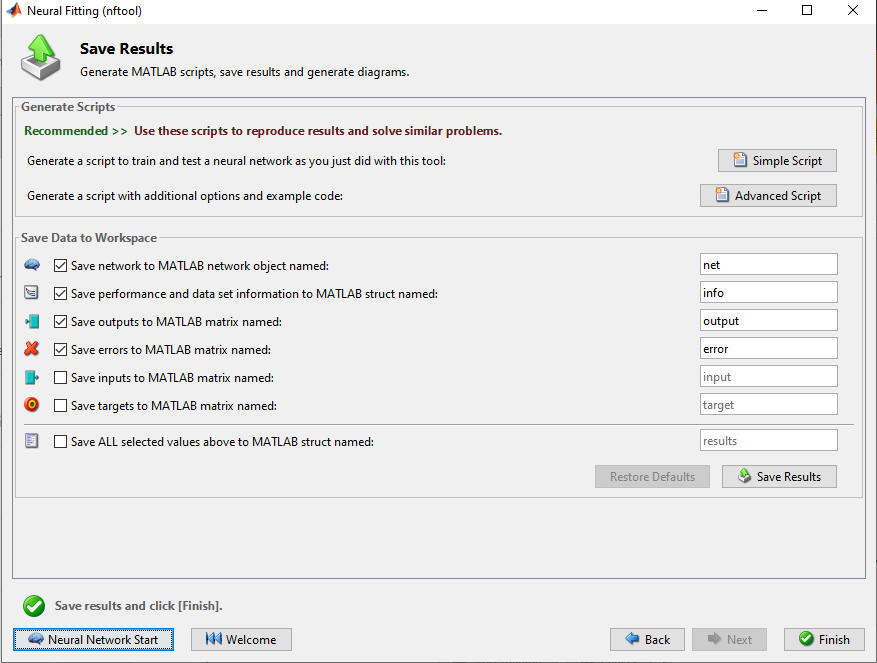 Neural Fitting (nftool)
Save Results
Generate MATLAB scripts, save results and generate diagrams.
Generate Scripts
Recommended >> Use these scripts to reproduce results and solve similar problems.
Generate a script to train and test a neural network as you just did with this tool: Simple Script
Generate a script with additional options and example code: Advanced Script
Save Data to Workspace
Save network to MATLAB network object named: net
Save performance and data set information to MATLAB struct named: info
Save outputs to MATLAB matrix named: output
Save errors to MATLAB matrix named: error
Save inputs to MATLAB matrix named: input
Save targets to MATLAB matrix named: target
Save ALL selected values above to MATLAB struct named: results
Restore Defaults Save Results
Save results and click [Finish].
Neural Network Start Welcome Back Next Finish